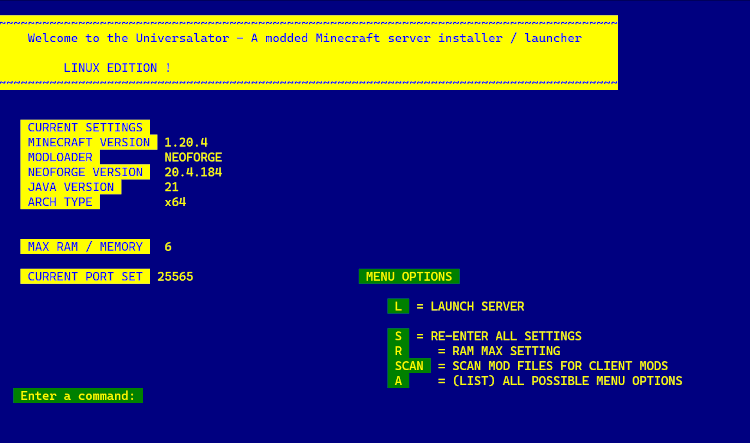 ~~~~~~~~~~~~~~~~~~~~~~~~~~~~~~~~~~~~~~~~~~~~~~~~~~~~~~~~~~~~~~~~~~~~~~~~~~~~~~~~~~~~~~
Welcome to the Universalator - A modded Minecraft server installer / launcher
LINUX EDITION !
~~~~~~~~~~~~~~~~~~~~~~~~~~~~~~~~~~~~~~~~~~~~~~~~~~~~~~~~~~~~~~~~~~~~~~~~~~~~~~~~~~~~~~
CURRENT SETTINGS
MINECRAFT VERSION 1.20.4
MODLOADER NEOFORGE
NEOFORGE VERSION 20.4.184
JAVA VERSION 21
ARCH TYPE x64
MAX RAM / MEMORY 6
CURRENT PORT SET 25565 MENU OPTIONS
L = LAUNCH SERVER
S = RE-ENTER ALL SETTINGS
R = RAM MAX SETTING
SCAN = SCAN MOD FILES FOR CLIENT MODS
A = (LIST) ALL POSSIBLE MENU OPTIONS
Enter a command: